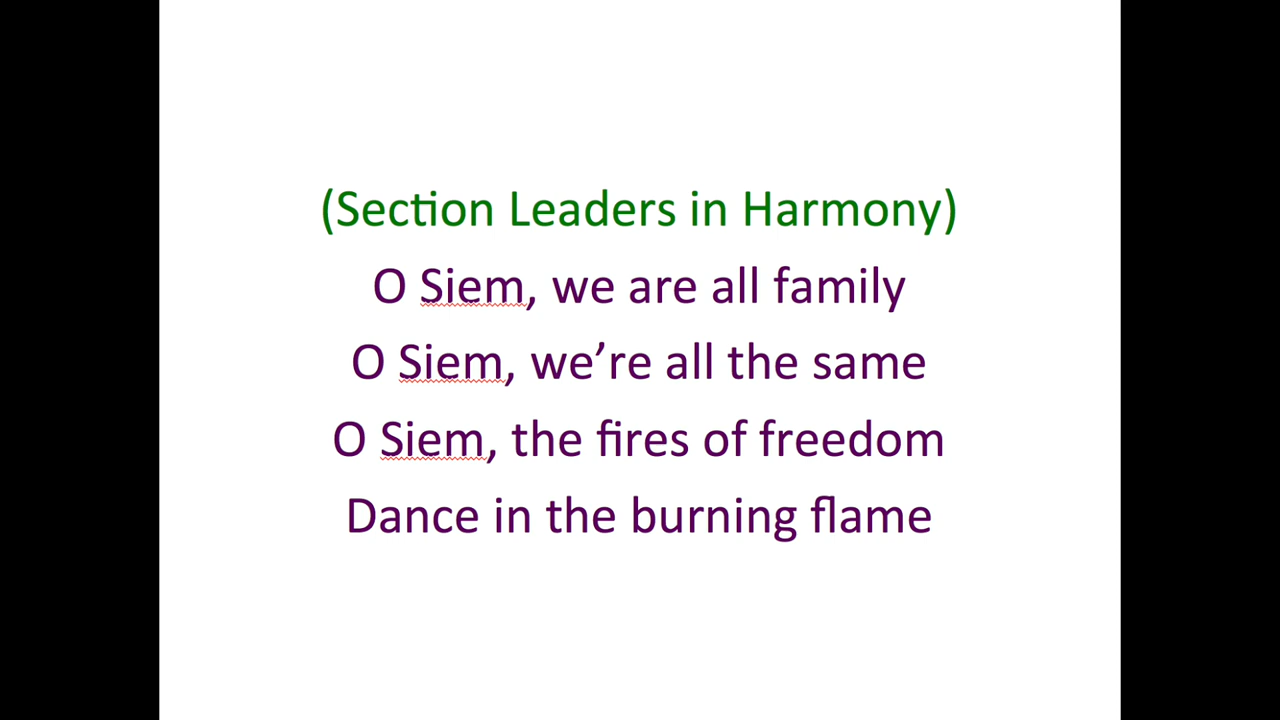 (Section Leaders in Harmony)
O Siem, we are all family
O Siem, we’re all the same
O Siem, the fires of freedom
Dance in the burning flame